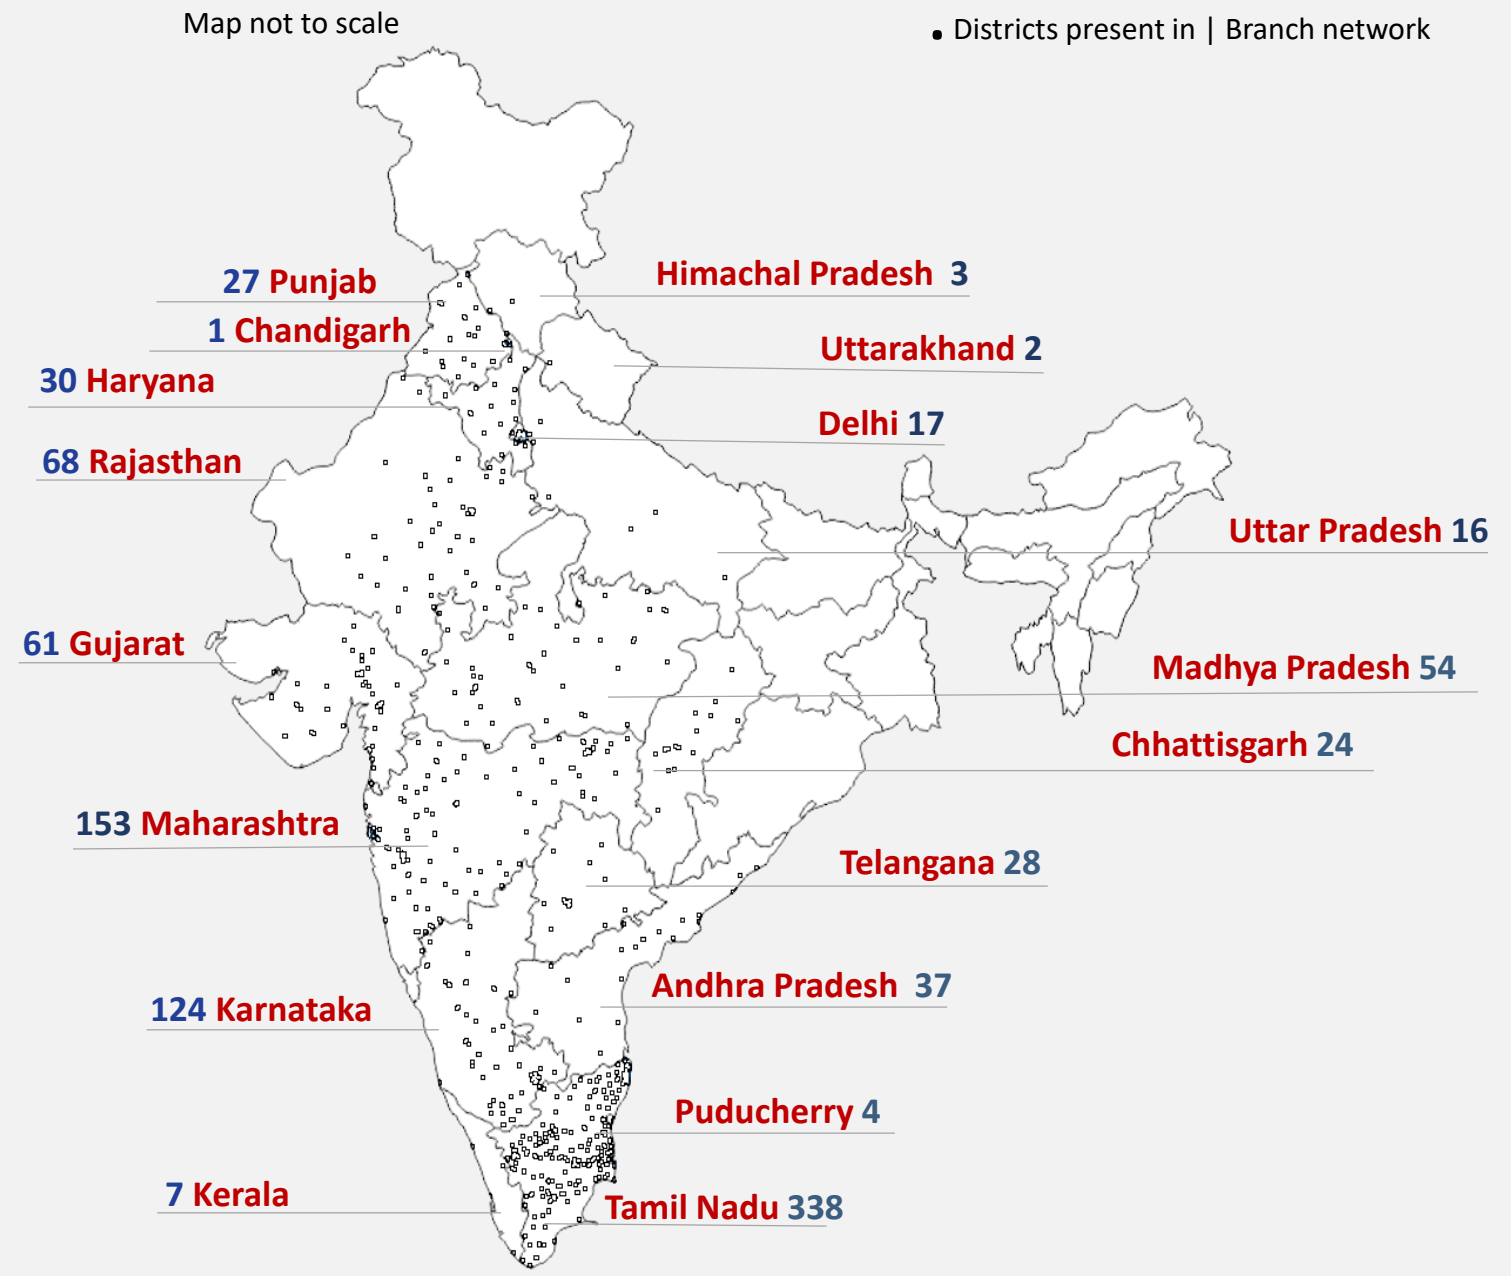 Map not to scale
. Districts present in | Branch network
27 Punjab
Himachal Pradesh 3
1 Chandigarh
Uttarakhand 2
30 Haryana
Delhi 17
68 Rajasthan
Uttar Pradesh 16
61 Gujarat
Madhya Pradesh 54
Chhattisgarh 24
153 Maharashtra
Telangana 28
Andhra Pradesh 37
124 Karnataka
Puducherry 4
7 Kerala
Tamil Nadu 338